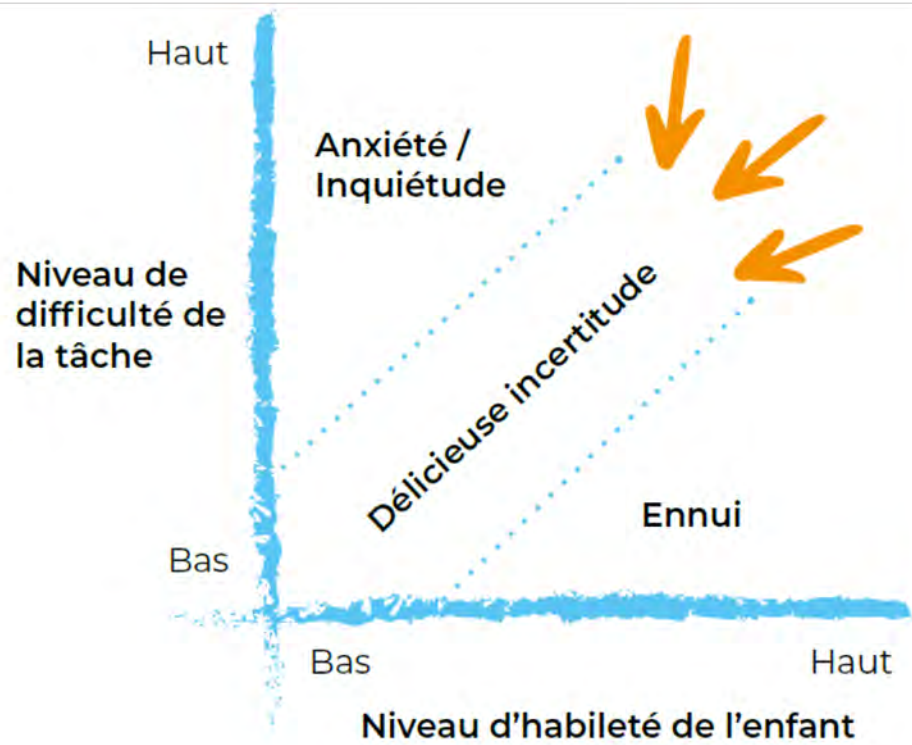 Haut
Anxiété /
Inquiétude
Niveau de
difficulté de
la tâche
Délicieuse incertitude
Ennui
Bas
Bas
Haut
Niveau d'habileté de l'enfant